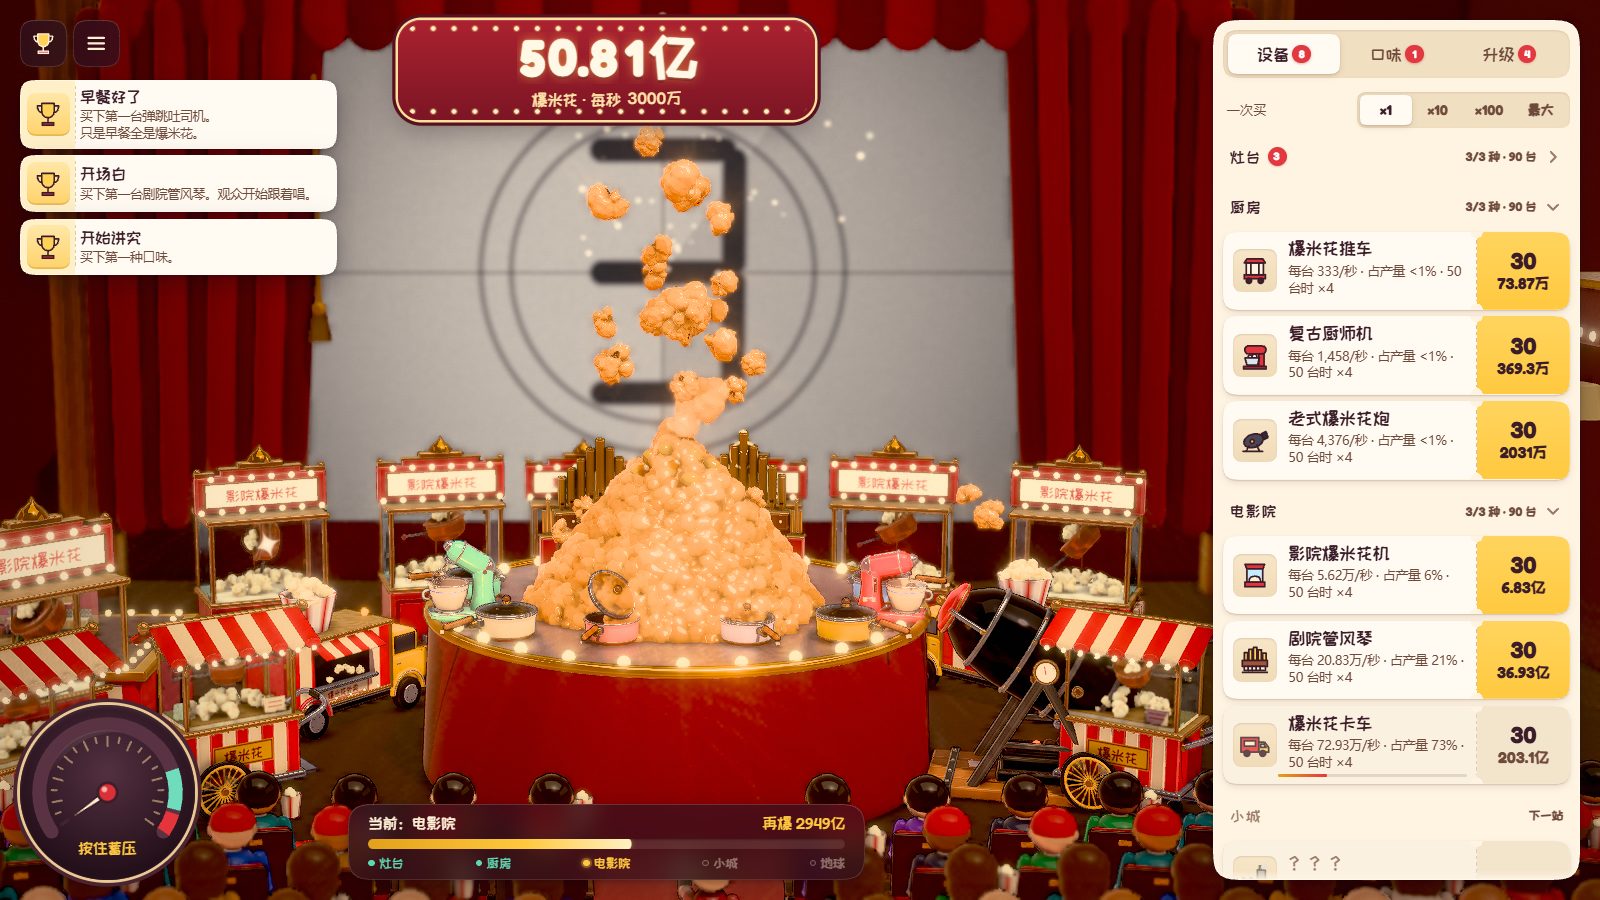 50.81亿
爆米花 · 每秒 3000万
早餐好了
买下第一台弹跳吐司机。
只是早餐全是爆米花。
开场白
买下第一台剧院管风琴。观众开始跟着唱。
开始讲究
买下第一种口味。
影院爆米花
影院爆米花
影院爆米花
影院爆米花
影院爆米花
爆米花
爆米花
按住蓄压
当前：电影院
再爆 2949亿
灶台
厨房
电影院
小城
地球
设备 8
口味 1
升级 4
一次买
×1
×10
×100
最大
灶台 3
3/3 种 · 90 台
厨房
3/3 种 · 90 台
爆米花推车
每台 333/秒 · 占产量 <1% · 50
台时 ×4
30
73.87万
复古厨师机
每台 1,458/秒 · 占产量 <1% ·
50 台时 ×4
30
369.3万
老式爆米花炮
每台 4,376/秒 · 占产量 <1% ·
50 台时 ×4
30
2031万
电影院
3/3 种 · 90 台
影院爆米花机
每台 5.62万/秒 · 占产量 6% ·
50 台时 ×4
30
6.83亿
剧院管风琴
每台 20.83万/秒 · 占产量 21% ·
50 台时 ×4
30
36.93亿
爆米花卡车
每台 72.93万/秒 · 占产量 73% ·
50 台时 ×4
30
203.1亿
小城
下一站
？ ？ ？